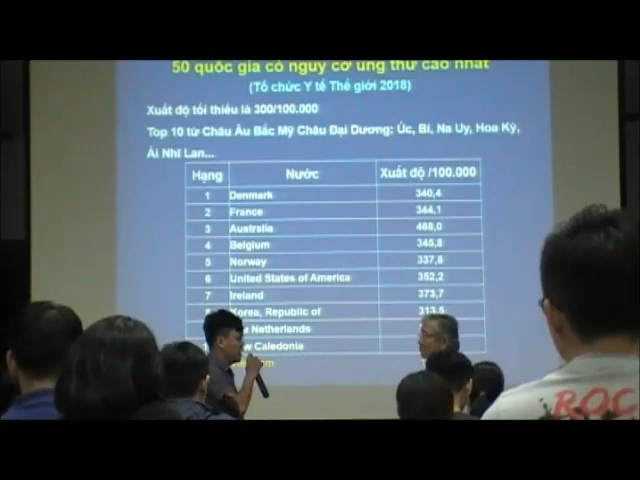 50 quốc gia có nguy cơ ung thư cao nhất
(Tổ chức Y tế Thế giới 2018)
Xuất độ tối thiểu là 300/100.000
Top 10 từ Châu Âu Bắc Mỹ Châu Đại Dương: Úc, Bỉ, Na Uy, Hoa Kỳ,
Ái Nhĩ Lan...
Hạng Nước Xuất độ /100.000
1 Denmark 340,4
2 France 344,1
3 Australia 468,0
4 Belgium 345,8
5 Norway 337,8
6 United States of America 352,2
7 Ireland 373,7
Korea, Republic of 313,5
Netherlands
Caledonia
ROC